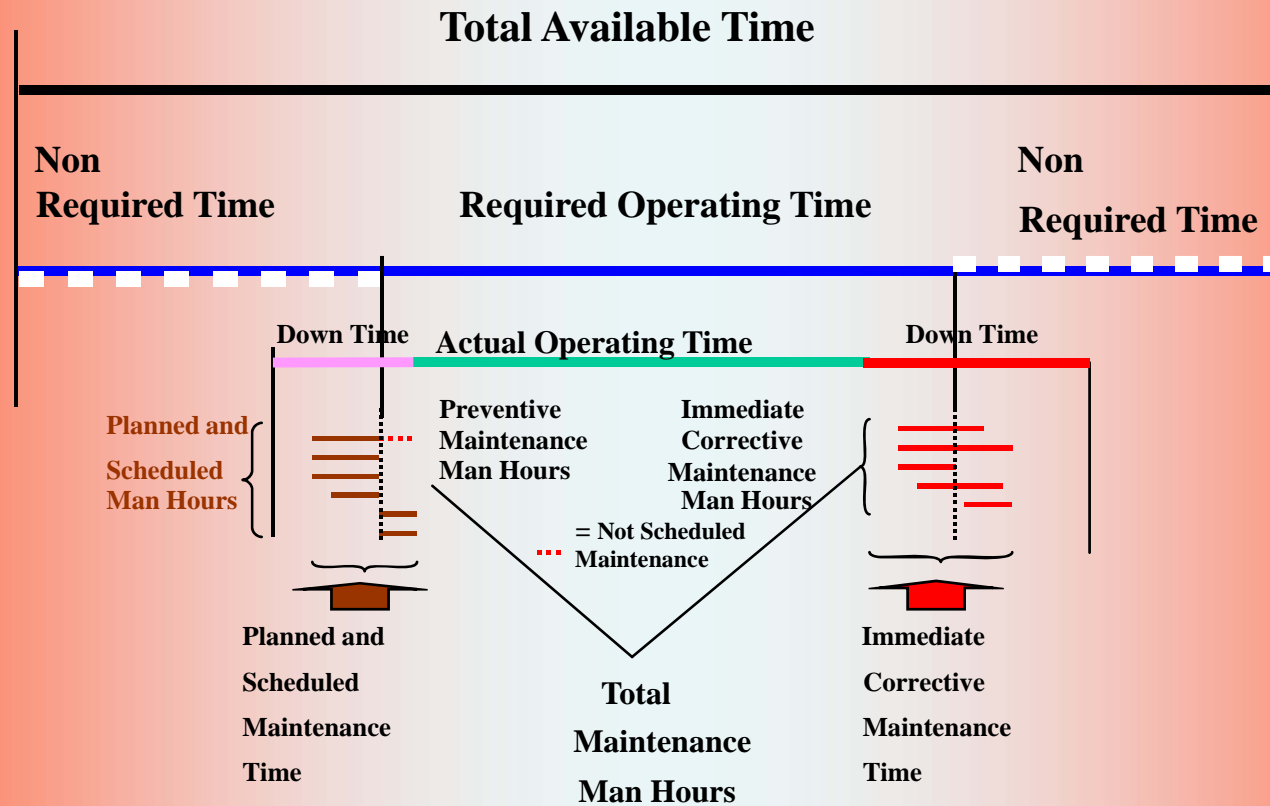 Total Available Time
Non
Required Time
Required Operating Time
Non
Required Time
Down Time
Actual Operating Time
Down Time
Planned and
Scheduled
Man Hours
Preventive
Maintenance
Man Hours
Immediate
Corrective
Maintenance
Man Hours
= Not Scheduled
Maintenance
Planned and
Scheduled
Maintenance
Time
Total
Maintenance
Man Hours
Immediate
Corrective
Maintenance
Time